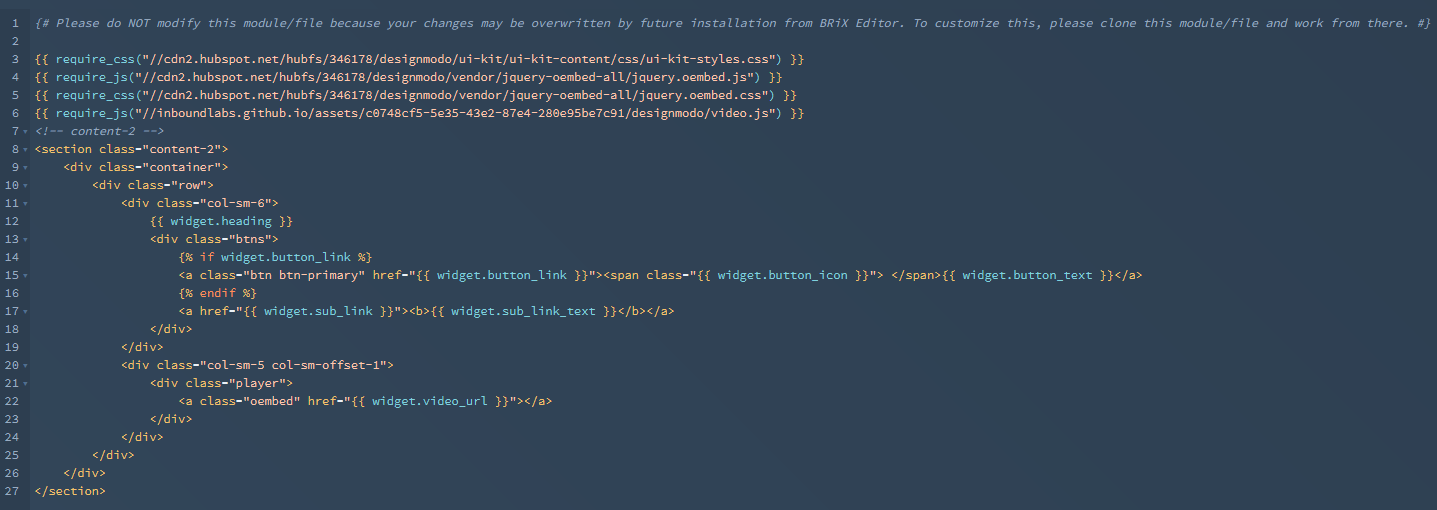 1 {# Please do NOT modify this module/file because your changes may be overwritten by future installation from BRiX Editor. To customize this, please clone this module/file and work from there. #}
2
3 {{ require_css("//cdn2.hubspot.net/hubfs/346178/designmodo/ui-kit/ui-kit-content/css/ui-kit-styles.css") }}
4 {{ require_js("//cdn2.hubspot.net/hubfs/346178/designmodo/vendor/jquery-oembed-all/jquery.oembed.js") }}
5 {{ require_css("//cdn2.hubspot.net/hubfs/346178/designmodo/vendor/jquery-oembed-all/jquery.oembed.css") }}
6 {{ require_js("//inboundlabs.github.io/assets/c0748cf5-5e35-43e2-87e4-280e95be7c91/designmodo/video.js") }}
7 <!-- content-2 -->
8 <section class="content-2">
9     <div class="container">
10         <div class="row">
11             <div class="col-sm-6">
12                 {{ widget.heading }}
13                 <div class="btns">
14                     {% if widget.button_link %}
15                     <a class="btn btn-primary" href="{{ widget.button_link }}"><span class="{{ widget.button_icon }}"> </span>{{ widget.button_text }}</a>
16                     {% endif %}
17                     <a href="{{ widget.sub_link }}"><b>{{ widget.sub_link_text }}</b></a>
18                 </div>
19             </div>
20             <div class="col-sm-5 col-sm-offset-1">
21                 <div class="player">
22                     <a class="oembed" href="{{ widget.video_url }}"></a>
23                 </div>
24             </div>
25         </div>
26     </div>
27 </section>